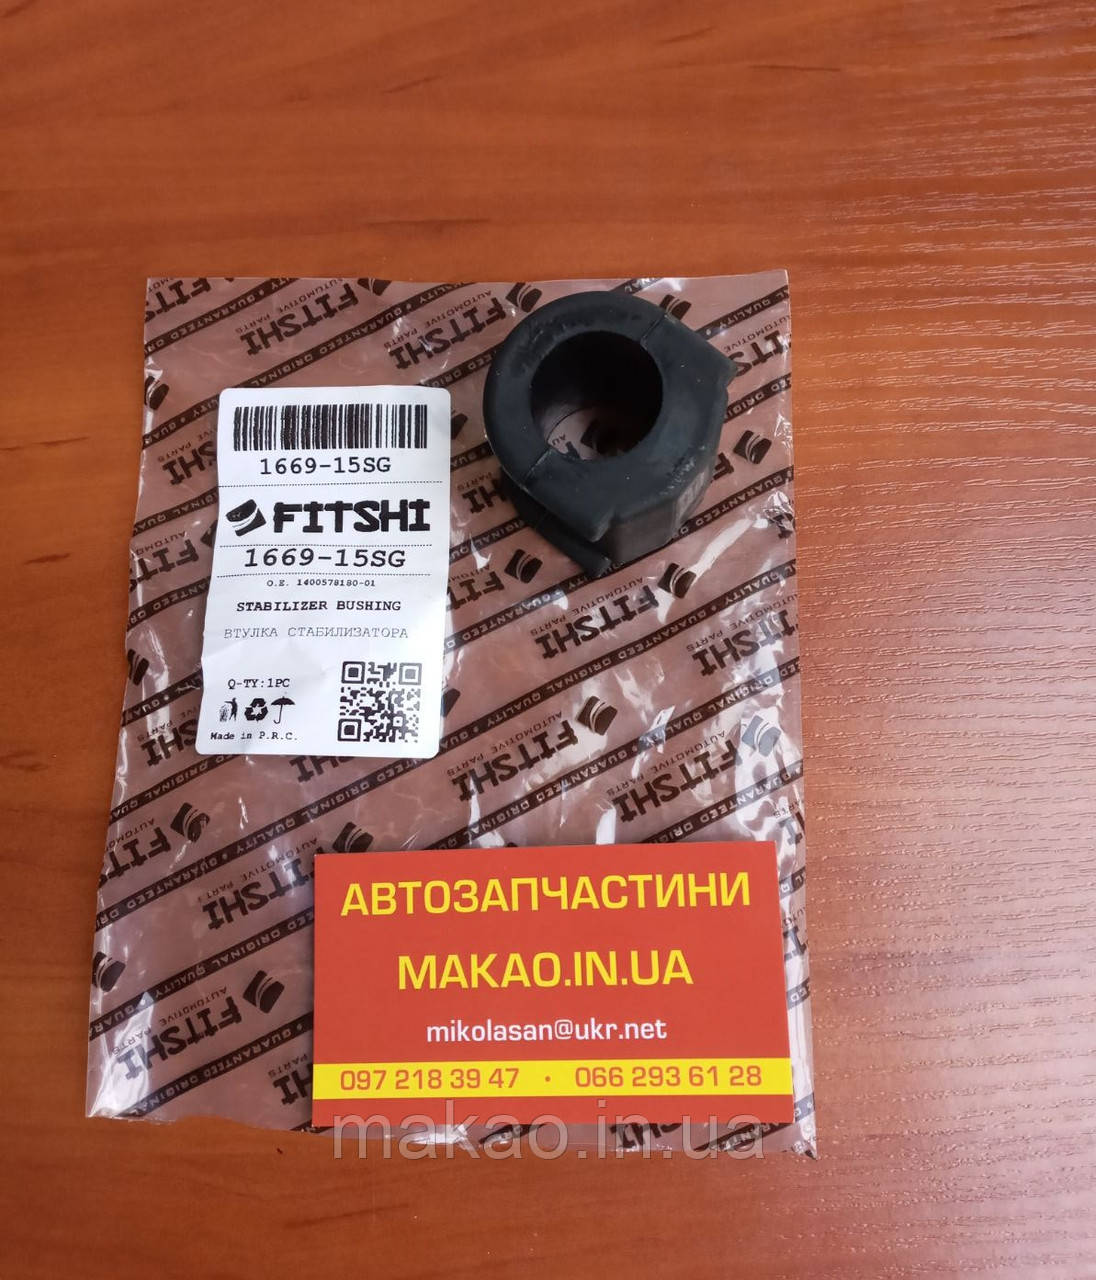 1669-15SG
FITSHI
1669-15SG
O.E. 1400578180-01
STABILIZER BUSHING
ВТУЛКА СТАБИЛИЗАТОРА
Q-TY:1PC
Made in P.R.C.
FITSHI
AUTOMOTIVE PARTS
QUALITY • GUARANTEED ORIGINAL
АВТОЗАПЧАСТИНИ
МАКАО.IN.UA
mikolasan@ukr.net
097 218 39 47 • 066 293 61 28
makao.in.ua